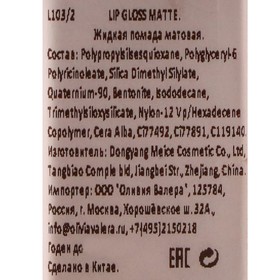 L103/2 LIP GLOSS MATTE.
Жидкая помада матовая.
Состав: Polypropylsilsesquioxane, Polyglyceryl-6
Polyricinoleate, Silica Dimethyl Silylate,
Quaternium-90, Bentonite, Isododecane,
Trimethylsiloxysilicate, Nylon-12 Vp/Hexadecene
Copolymer, Cera Alba, Ci77492, Ci77891, C119140.
Изготовитель: Dongyang Meice Cosmetic Co., Ltd.,
Tangbiao Comple bld, Jiangbei Str., Zhejiang, China.
Импортер: ООО "Оливия Валера", 125784,
Россия, г. Москва, Хорошёвское ш. 32А.,
info@oliviavalera.ru, +7(495)2150218
Годен до
Сделано в Китае. EAC